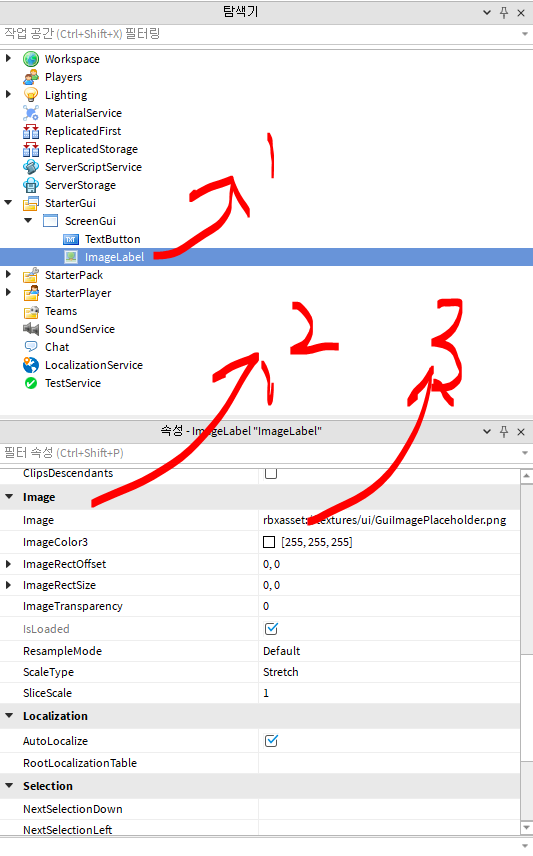 탐색기
작업 공간 (Ctrl+Shift+X) 필터링
Workspace
Players
Lighting
MaterialService
ReplicatedFirst
ReplicatedStorage
ServerScriptService
ServerStorage
StarterGui
ScreenGui
TXT TextButton
ImageLabel
StarterPack
StarterPlayer
Teams
SoundService
Chat
LocalizationService
TestService
1
2
3
속성 - ImageLabel "ImageLabel"
필터 속성 (Ctrl+Shift+P)
ClipsDescendants
Image
Image rbxasset://textures/ui/GuiImagePlaceholder.png
ImageColor3 [255, 255, 255]
ImageRectOffset 0, 0
ImageRectSize 0, 0
ImageTransparency 0
IsLoaded
ResampleMode Default
ScaleType Stretch
SliceScale 1
Localization
AutoLocalize
RootLocalizationTable
Selection
NextSelectionDown
NextSelectionLeft